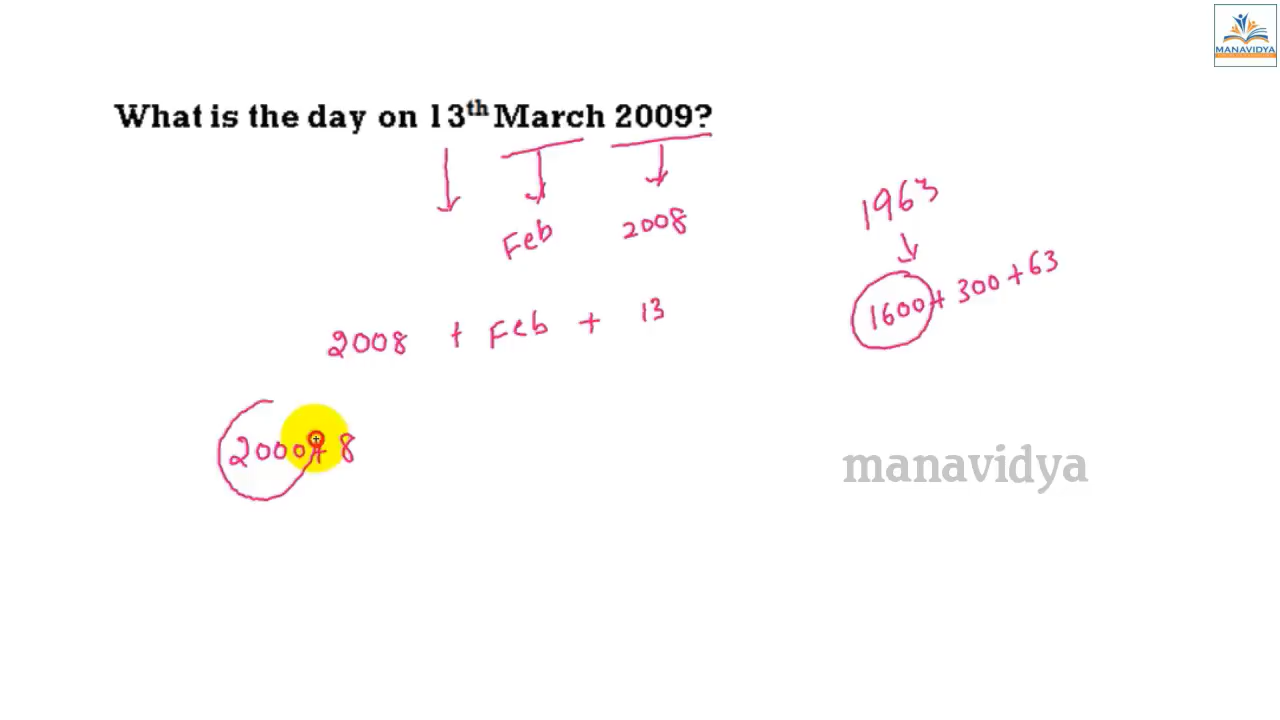 MANAVIDYA
What is the day on 13th March 2009?
Feb 2008
1963
1600 + 300 + 63
2008 + Feb + 13
2000 + 8
manavidya